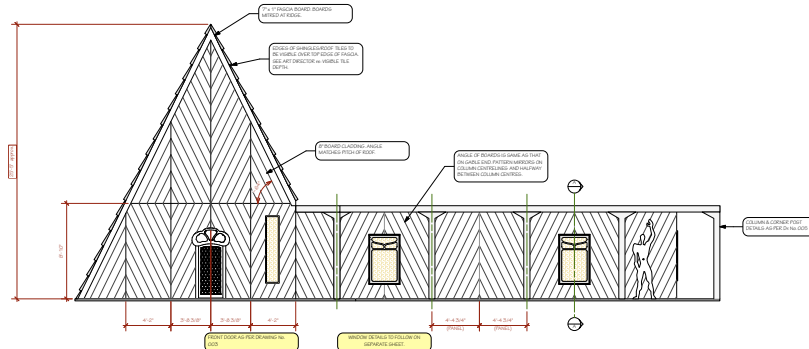 7" x 1" FASCIA BOARD. BOARDS
MITRED AT RIDGE.
EDGES OF SHINGLES/ROOF TILES TO
BE VISIBLE OVER TOP EDGE OF FASCIA.
SEE ART DIRECTOR re: VISIBLE TILE
DEPTH.
8" BOARD CLADDING. ANGLE
MATCHES PITCH OF ROOF.
ANGLE OF BOARDS IS SAME AS THAT
ON GABLE END. PATTERN MIRRORS ON
COLUMN CENTRELINES AND HALFWAY
BETWEEN COLUMN CENTRES.
COLUMN & CORNER POST
DETAILS AS PER Dr No. 005
4'-2"
3'-8 5/8"
3'-8 5/8"
4'-2"
4'-4 3/4"
(PANEL)
4'-4 3/4"
(PANEL)
FRONT DOOR AS PER DRAWING No.
003
WINDOW DETAILS TO FOLLOW ON
SEPARATE SHEET.